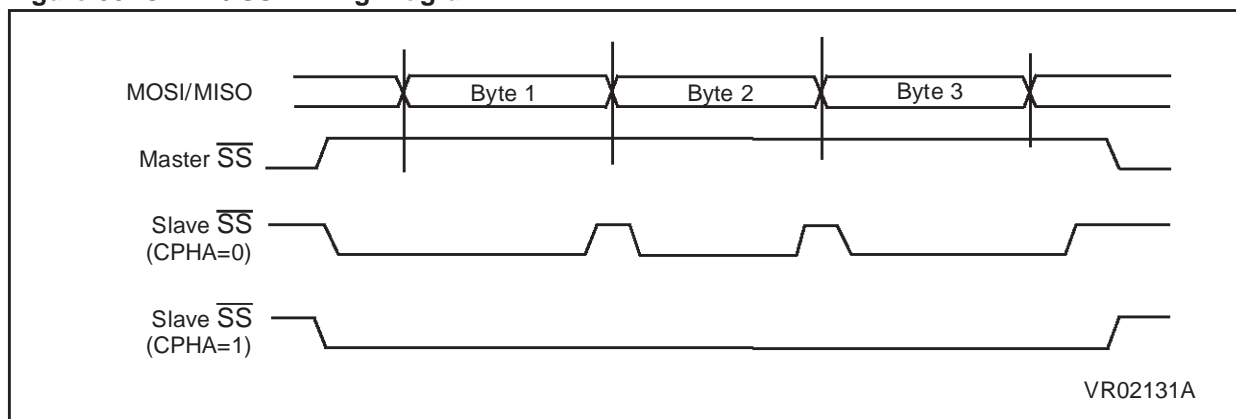 MOSI/MISO
Byte 1 Byte 2 Byte 3
Master SS
Slave SS
(CPHA=0)
Slave SS
(CPHA=1)
VR02131A